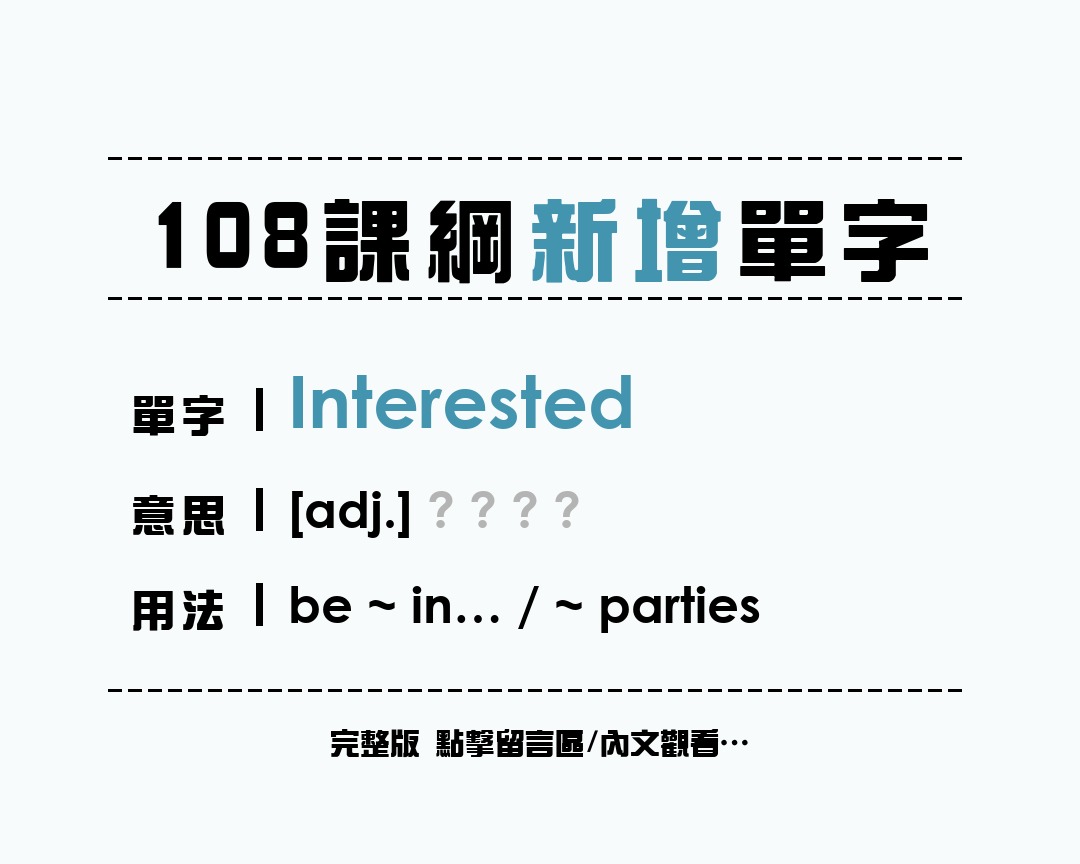 108課綱新增單字
單字 | Interested
意思 | [adj.] ????
用法 | be ~ in... / ~ parties
完整版 點擊留言區/內文觀看...